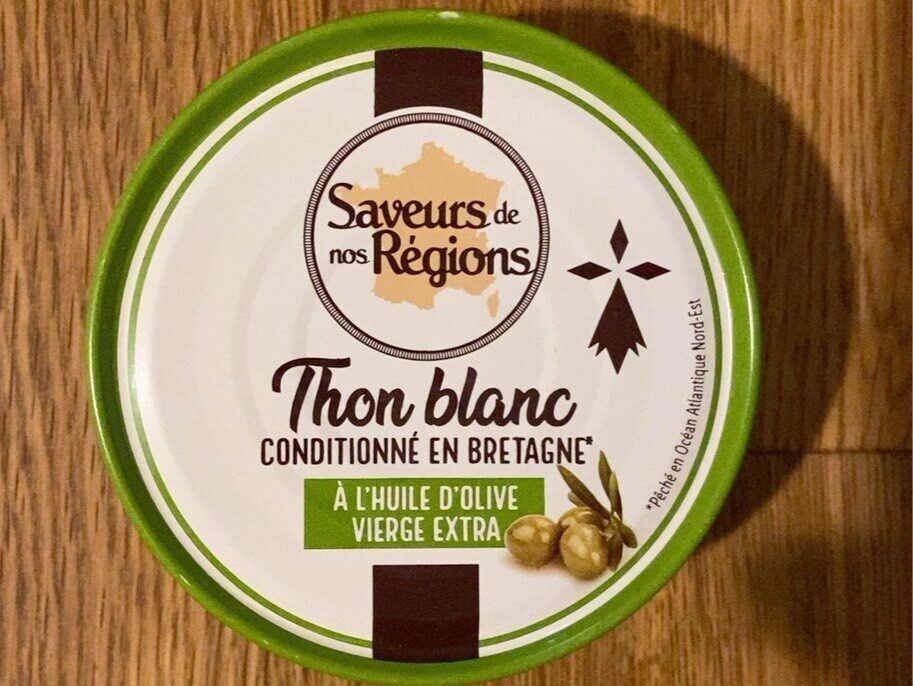 Saveurs de
nos Régions
Thon blanc
CONDITIONNÉ EN BRETAGNE*
À L'HUILE D'OLIVE
VIERGE EXTRA
*Pêché en Océan Atlantique Nord-Est